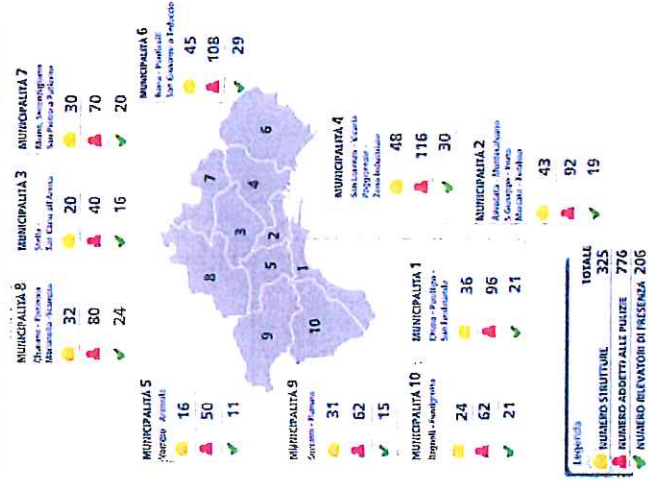 MUNICIPALITÀ 8
Chiaiano - Piscinola
Marianella - Scampia
32
80
24
MUNICIPALITÀ 3
Stella -
San Carlo all'Arena
20
40
16
MUNICIPALITÀ 7
Miano, Secondigliano
San Pietro a Patierno
30
70
20
MUNICIPALITÀ 5
Vomero - Arenella
16
50
11
MUNICIPALITÀ 6
Barra - Ponticelli
San Giovanni a Teduccio
45
108
29
MUNICIPALITÀ 9
Soccavo - Pianura
31
62
15
MUNICIPALITÀ 4
San Lorenzo - Vicaria
Poggioreale -
Zona Industriale
48
116
30
MUNICIPALITÀ 10
Bagnoli - Fuorigrotta
24
62
21
MUNICIPALITÀ 1
Chiaia - Posillipo -
San Ferdinando
36
96
21
MUNICIPALITÀ 2
Avvocata - Montecalvario
S.Giuseppe - Porto
Mercato - Pendino
43
92
19
8
7
3
4
6
9
5
2
10
1
Legenda TOTALE
NUMERO STRUTTURE 325
NUMERO ADDETTI ALLE PULIZIE 776
NUMERO RILEVATORI DI PRESENZA 206